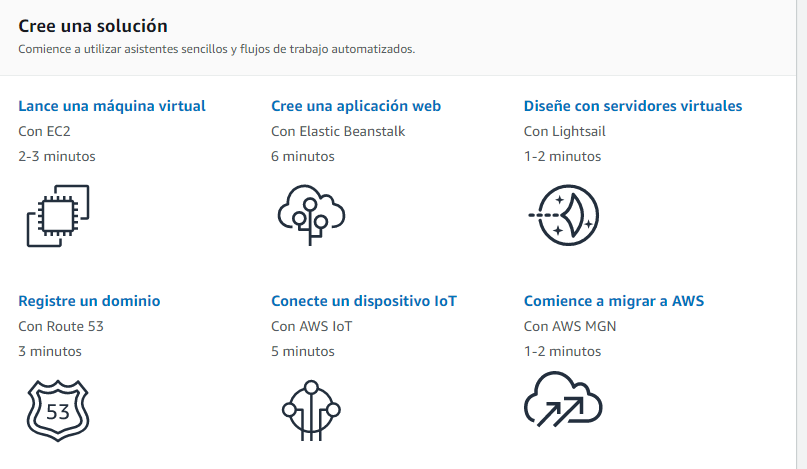 Cree una solución
Comience a utilizar asistentes sencillos y flujos de trabajo automatizados.
Lance una máquina virtual
Con EC2
2-3 minutos
Cree una aplicación web
Con Elastic Beanstalk
6 minutos
Diseñe con servidores virtuales
Con Lightsail
1-2 minutos
Registre un dominio
Con Route 53
3 minutos
53
Conecte un dispositivo IoT
Con AWS IoT
5 minutos
Comience a migrar a AWS
Con AWS MGN
1-2 minutos